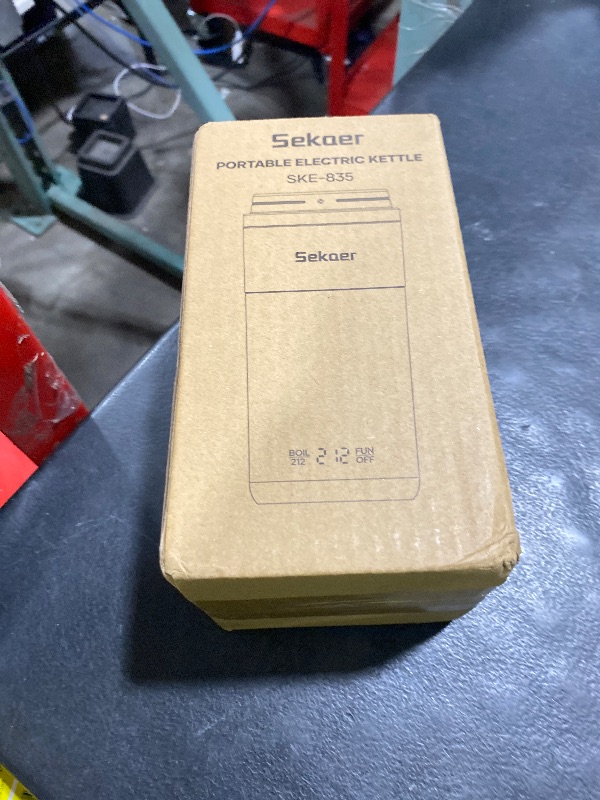 Sekaer
PORTABLE ELECTRIC KETTLE
SKE-835
Sekaer
BOIL 212 FUN
212 OFF